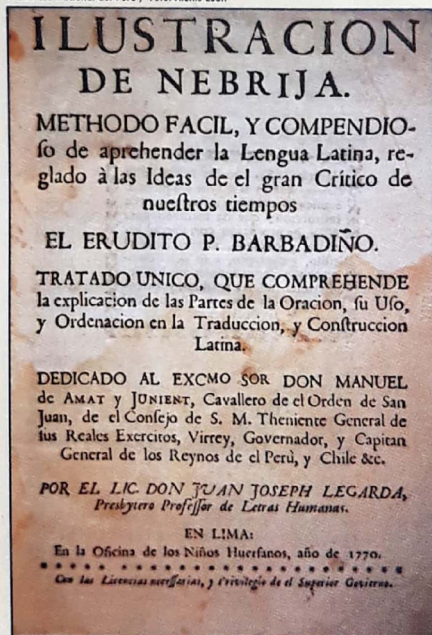 ILUSTRACION
DE NEBRIJA.
METHODO FACIL, Y COMPENDIO-
ſo de aprehender la Lengua Latina, re-
glado à las Ideas de el gran Crítico de
nueſtros tiempos
EL ERUDITO P. BARBADIÑO.
TRATADO UNICO, QUE COMPREHENDE
la explicacion de las Partes de la Oracion, ſu Uſo,
y Ordenacion en la Traduccion, y Conſtruccion
Latina.
DEDICADO AL EXCMO SOR DON MANUEL
de AMAT y JUNIENT, Cavallero de el Orden de San
Juan, de el Conſejo de S. M. Theniente General de
ſus Reales Exercitos, Virrey, Governador, y Capitan
General de los Reynos de el Perù, y Chile &c.
POR EL LIC. DON JUAN JOSEPH LEGARDA,
Presbytero Profeſſor de Letras Humanas.
EN LIMA:
En la Oficina de los Niños Huerfanos, año de 1770.
Con las Licencias neceſſarias, y Privilegio de el Superior Govierno.